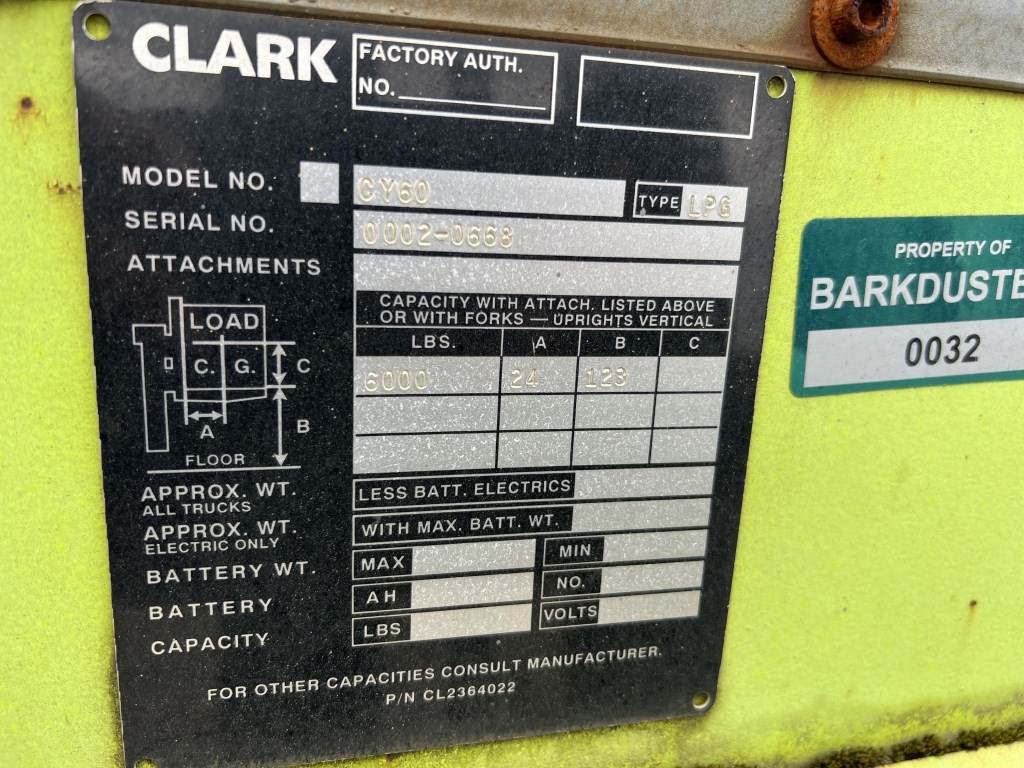 CLARK
FACTORY AUTH.
NO.
MODEL NO. CY60 TYPE LPG
SERIAL NO. 0002-0668
ATTACHMENTS
CAPACITY WITH ATTACH. LISTED ABOVE
OR WITH FORKS — UPRIGHTS VERTICAL
LBS. A B C
6000 24 123
LOAD
C. G. C
A B
FLOOR
APPROX. WT. LESS BATT. ELECTRICS
ALL TRUCKS
APPROX. WT. WITH MAX. BATT. WT.
ELECTRIC ONLY
BATTERY WT. MAX MIN
BATTERY AH NO.
CAPACITY LBS VOLTS
FOR OTHER CAPACITIES CONSULT MANUFACTURER.
P/N CL2364022
PROPERTY OF
BARKDUSTE
0032